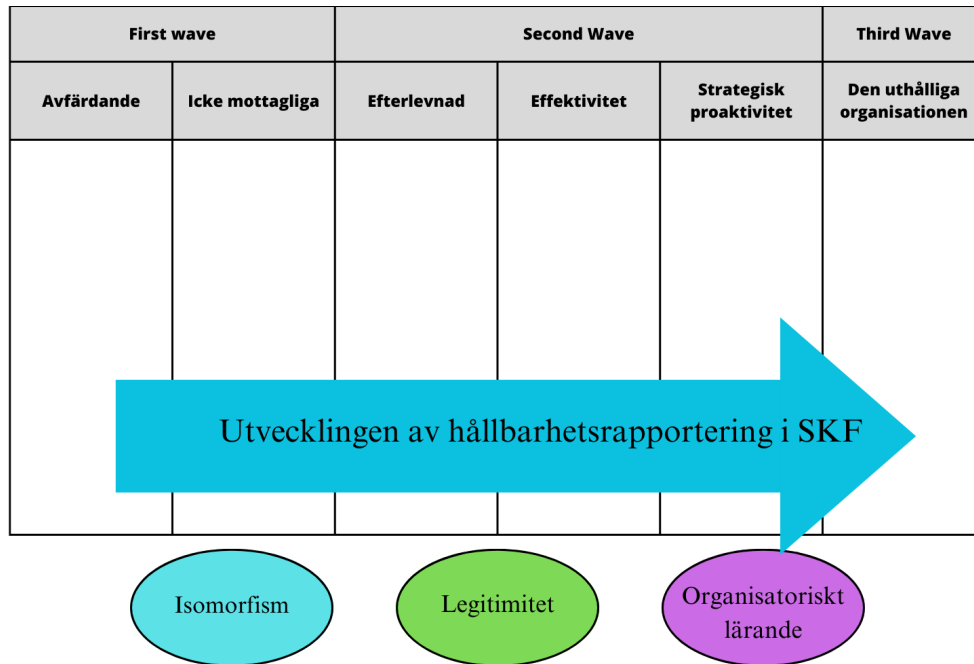 First wave
Second Wave
Third Wave
Avfärdande
Icke mottagliga
Efterlevnad
Effektivitet
Strategisk
proaktivitet
Den uthålliga
organisationen
Utvecklingen av hållbarhetsrapportering i SKF
Isomorfism
Legitimitet
Organisatoriskt
lärande